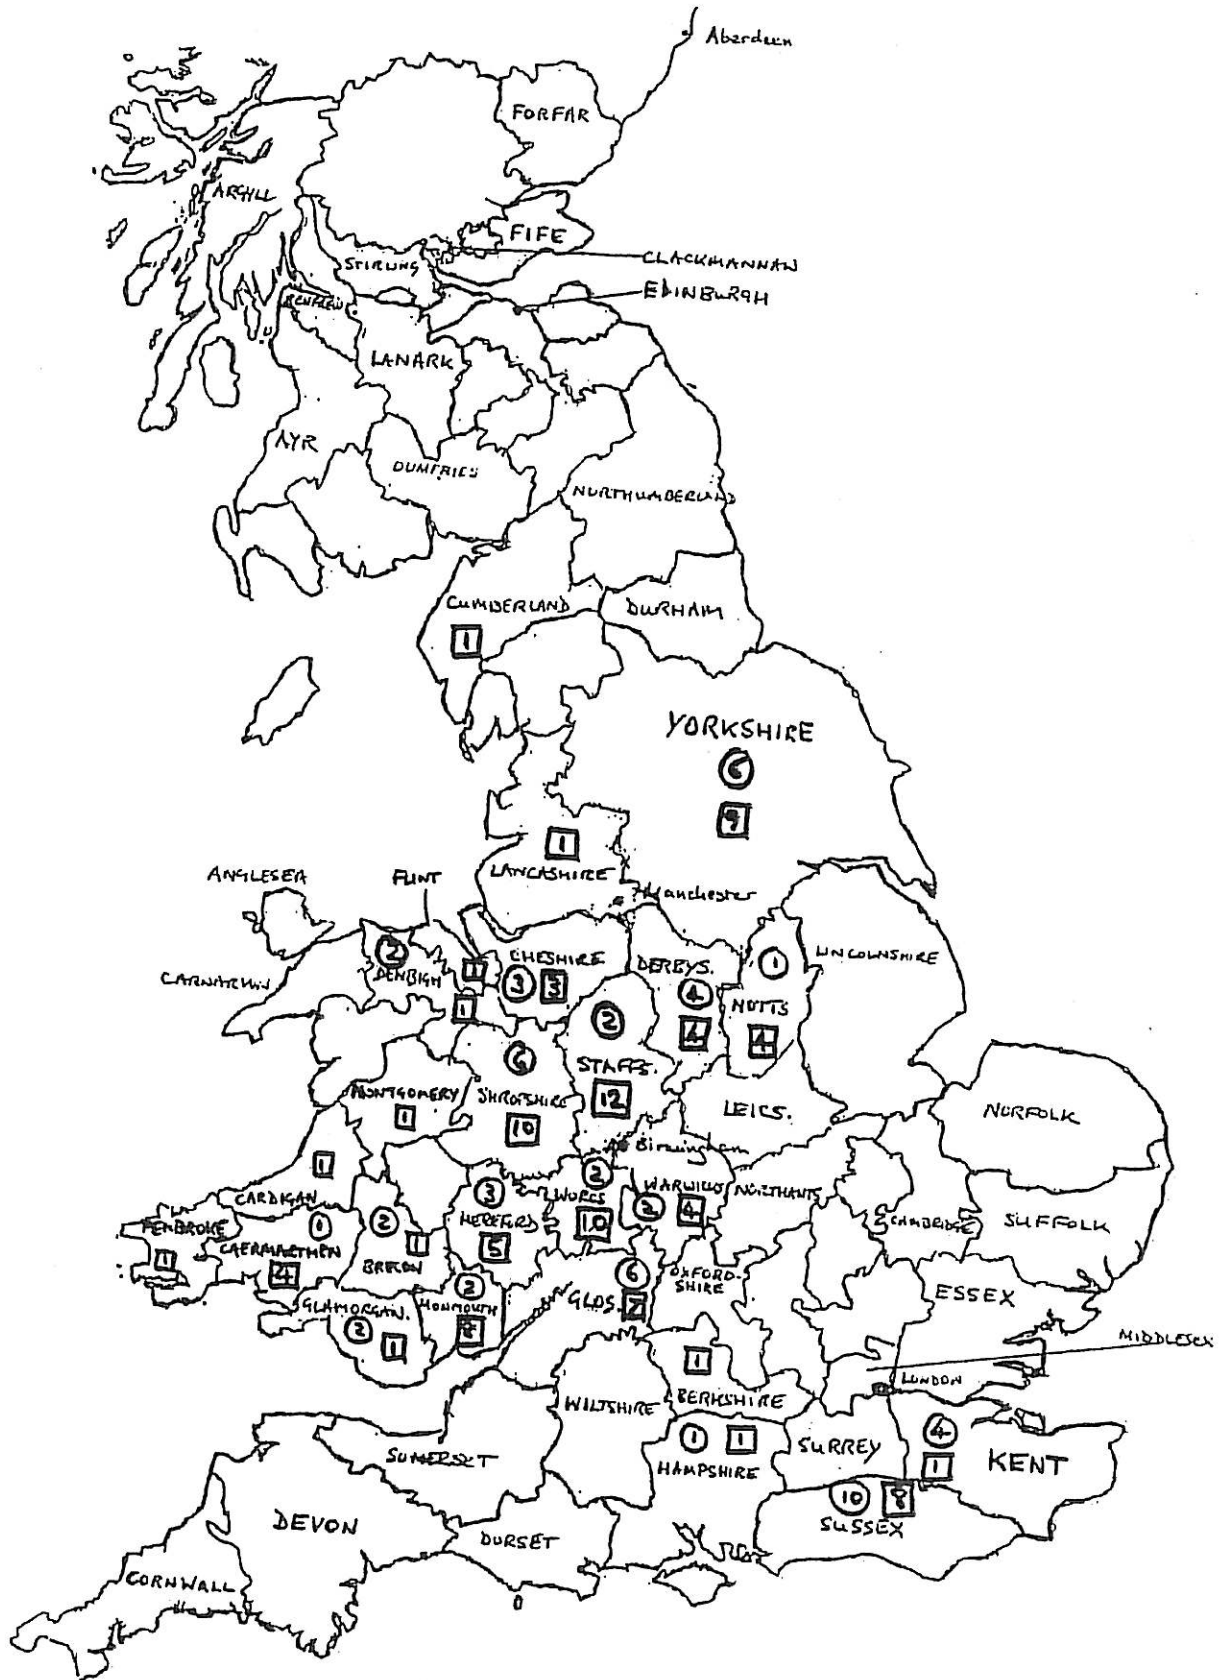 Aberdeen
FORFAR
ARGYLL
FIFE
STIRLING
CLACKMANNAN
EDINBURGH
RENFREW
LANARK
AYR
DUMFRIES
NORTHUMBERLAND
CUMBERLAND
1
DURHAM
YORKSHIRE
6
9
1
LANCASHIRE
Manchester
ANGLESEA
FLINT
CARNARVON
2
DENBIGH
1
1
CHESHIRE
3
DERBYS.
4
4
1
NOTTS
4
LINCOLNSHIRE
2
STAFFS.
12
6
SHROPSHIRE
10
MONTGOMERY
1
LEICS.
NORFOLK
Birmingham
1
CARDIGAN
3
HEREFORD
5
2
WORCS
10
WARWICKS
2
4
NORTHANTS
CAMBRIDGE
SUFFOLK
PEMBROKE
1
1
CAERMARTHEN
4
2
1
BRECON
GLAMORGAN.
2
1
2
MONMOUTH
6
GLOS.
7
OXFORD-
SHIRE
ESSEX
MIDDLESEX
LONDON
1
BERKSHIRE
WILTSHIRE
1
1
HAMPSHIRE
SURREY
4
1
KENT
10
8
SUSSEX
SOMERSET
DEVON
DORSET
CORNWALL